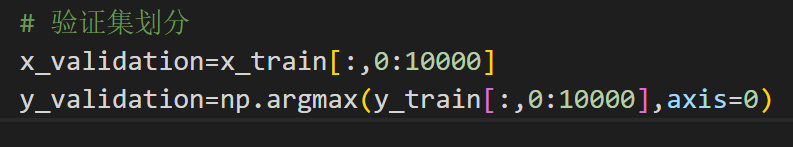 # 验证集划分
x_validation=x_train[:,0:10000]
y_validation=np.argmax(y_train[:,0:10000],axis=0)